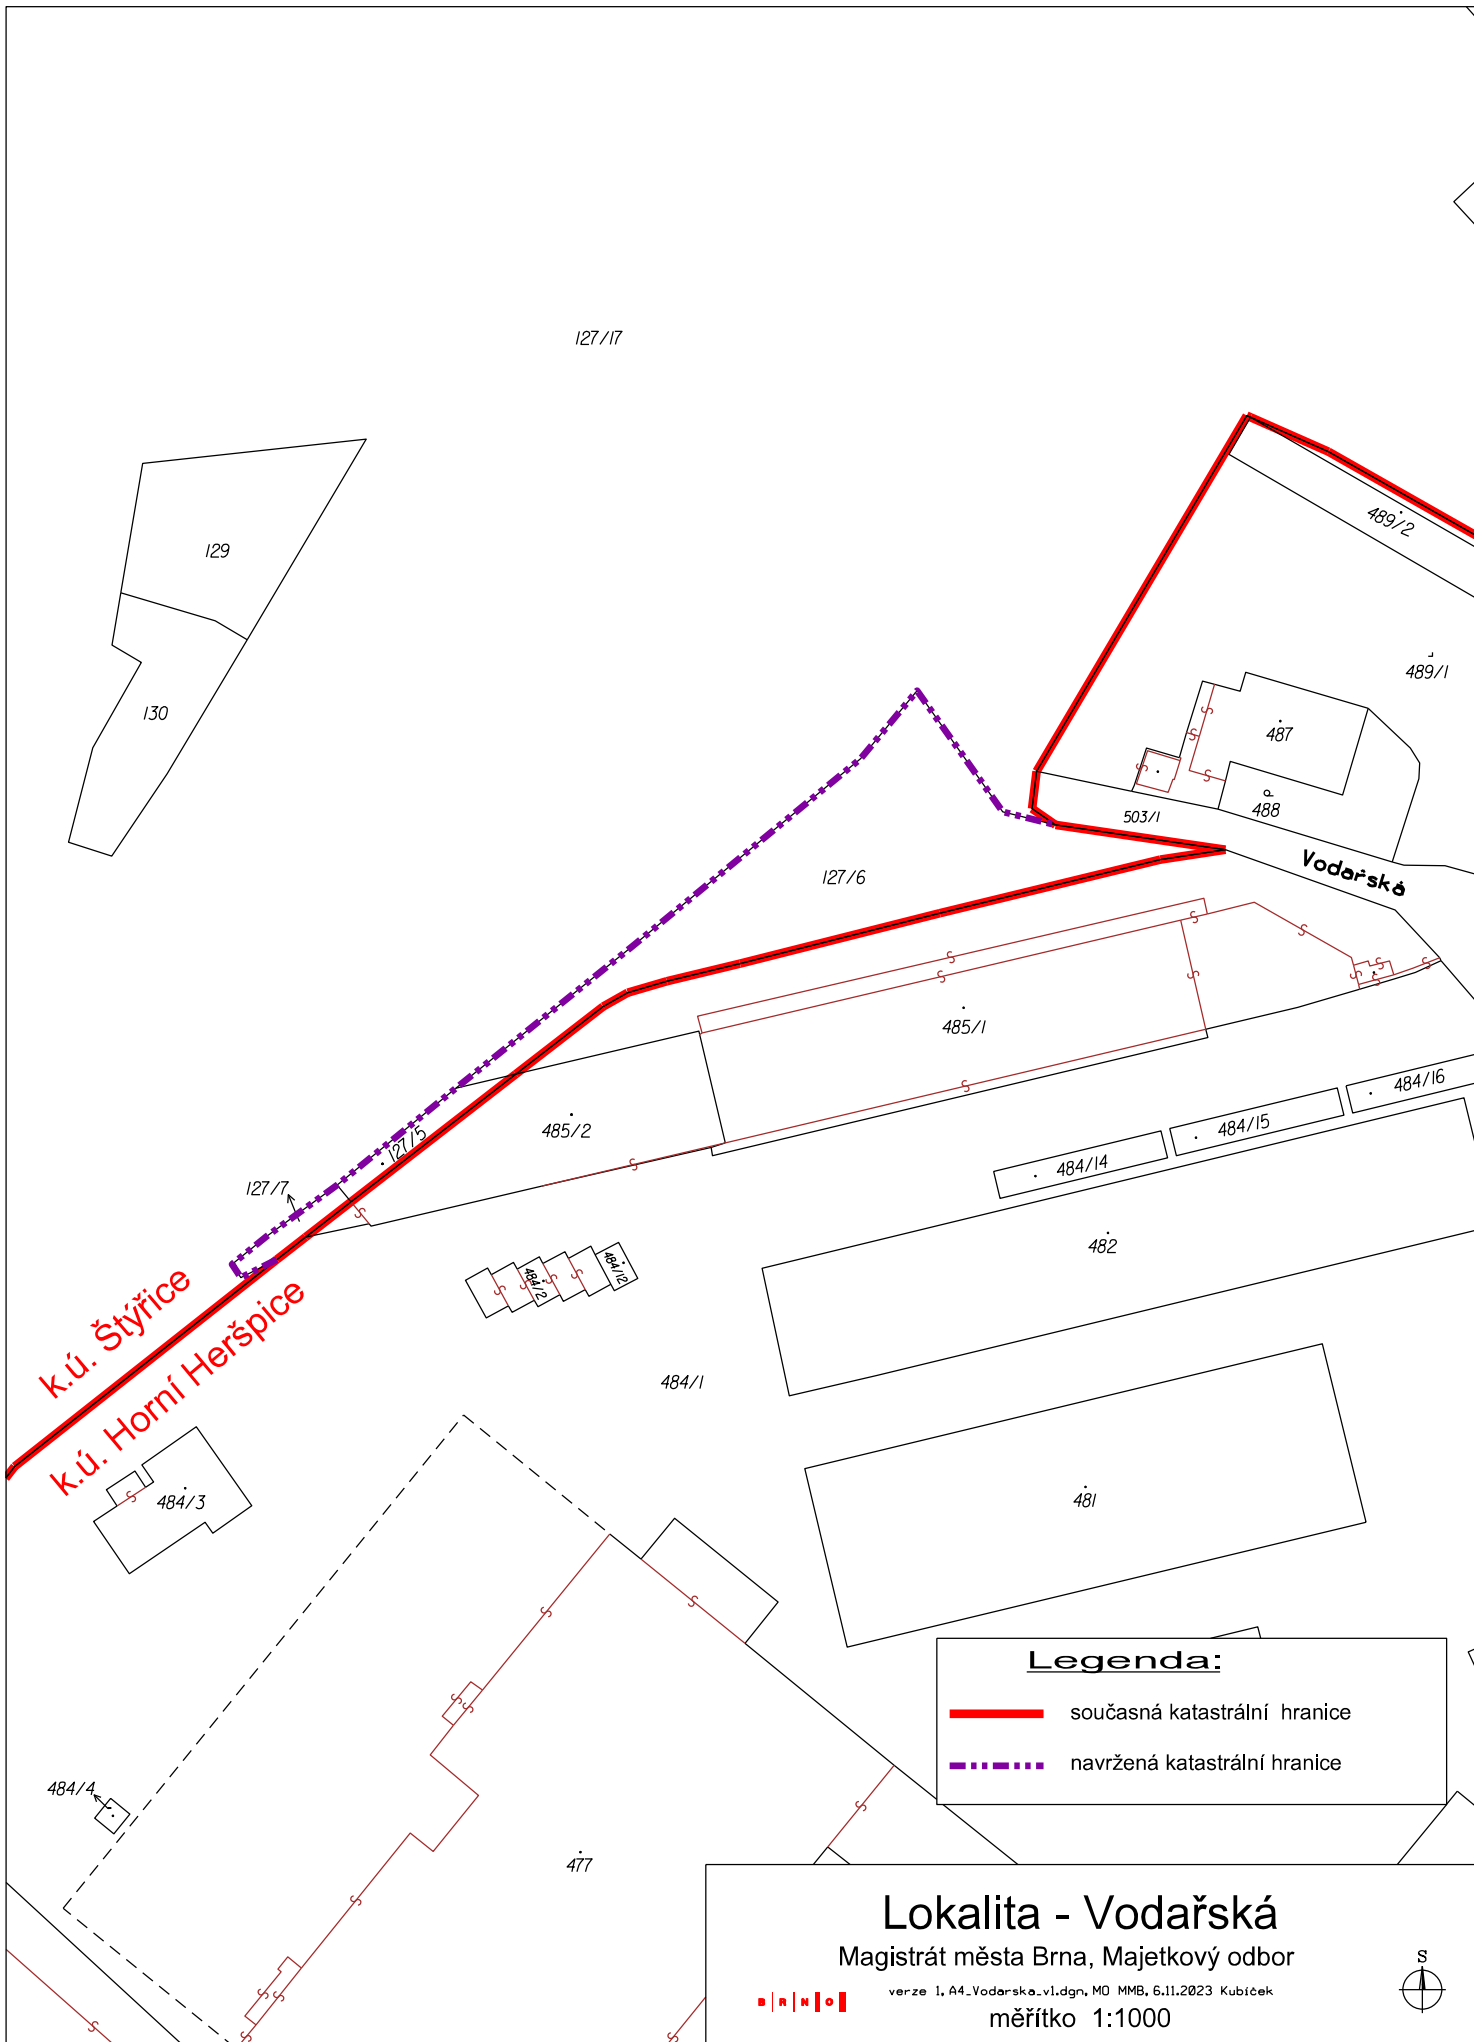 127/17
489/2
129
489/1
130
487
488
503/1
Vodařská
127/6
485/1
484/16
127/5
485/2
484/15
484/14
127/7
482
484/2
484/12
k.ú. Štýřice
k.ú. Horní Heršpice
484/1
484/3
481
Legenda:
současná katastrální hranice
navržená katastrální hranice
484/4
477
Lokalita - Vodařská
Magistrát města Brna, Majetkový odbor
S
verze 1, A4_Vodarska_v1.dgn, MO MMB, 6.11.2023 Kubíček
BRNO
měřítko 1:1000